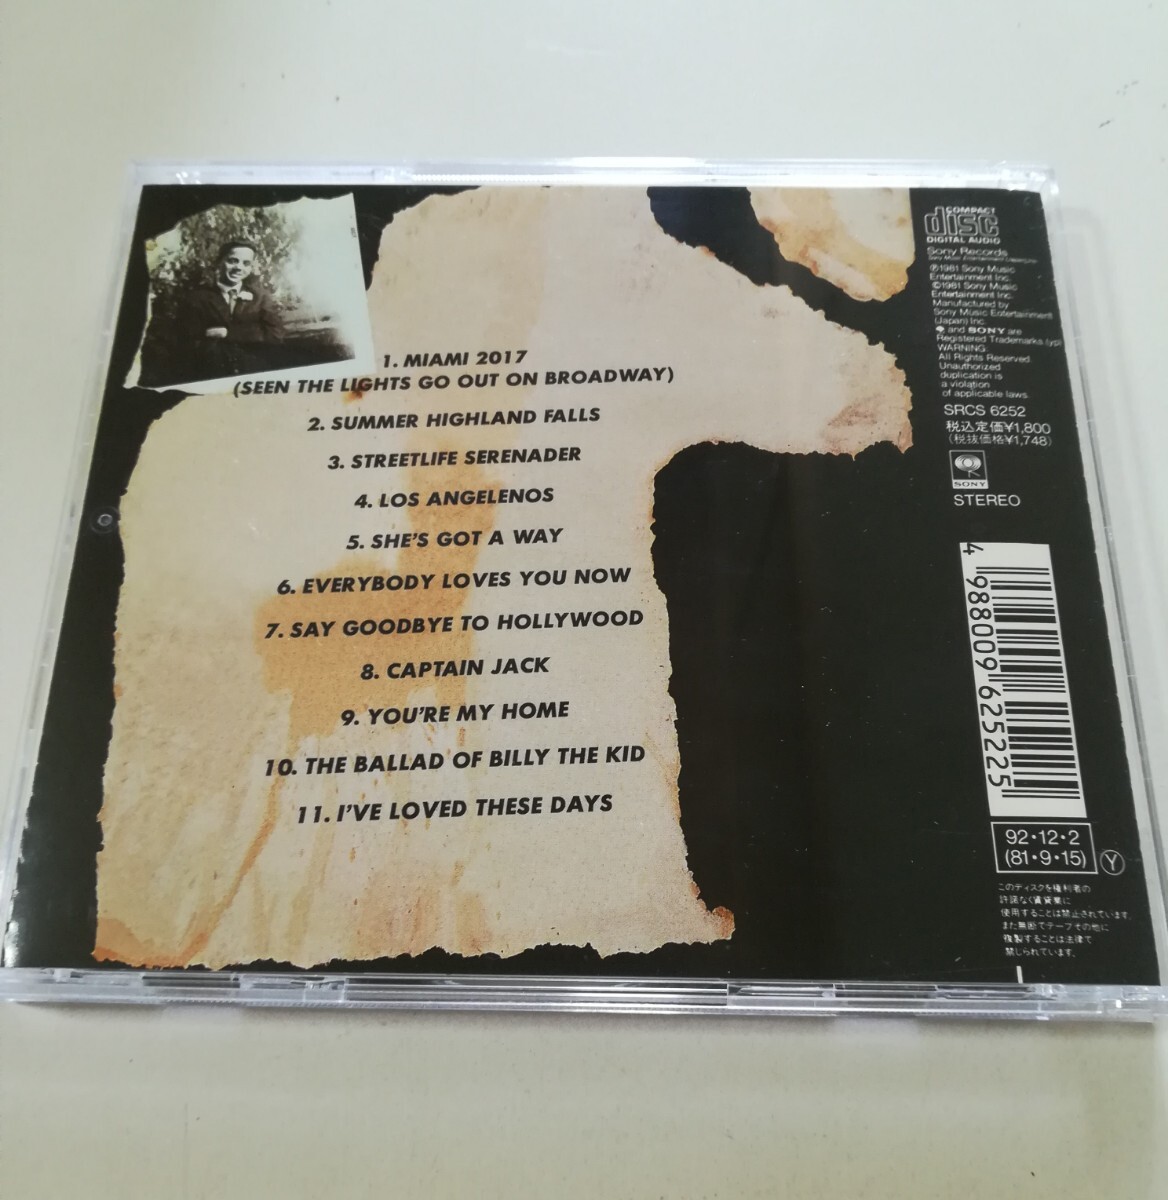 1. MIAMI 2017
(SEEN THE LIGHTS GO OUT ON BROADWAY)
2. SUMMER HIGHLAND FALLS
3. STREETLIFE SERENADER
4. LOS ANGELENOS
5. SHE'S GOT A WAY
6. EVERYBODY LOVES YOU NOW
7. SAY GOODBYE TO HOLLYWOOD
8. CAPTAIN JACK
9. YOU'RE MY HOME
10. THE BALLAD OF BILLY THE KID
11. I'VE LOVED THESE DAYS
COMPACT
disc
DIGITAL AUDIO
Sony Records
Sony Music Entertainment (Japan) Inc.
℗1981 Sony Music
Entertainment Inc.
©1981 Sony Music
Entertainment Inc.
Manufactured by
Sony Music Entertainment
(Japan) Inc.
and SONY are
Registered Trademarks. (yp)
WARNING:
All Rights Reserved.
Unauthorized
duplication is
a violation
of applicable laws.
SRCS 6252
税込定価¥1,800
(税抜価格¥1,748)
SONY
STEREO
4 988009 625225
92・12・2
(81・9・15)
Y
このディスクを権利者の
許諾なく賃貸業に
使用することは禁止されています。
また無断でテープその他に
複製することは法律で
禁じられています。